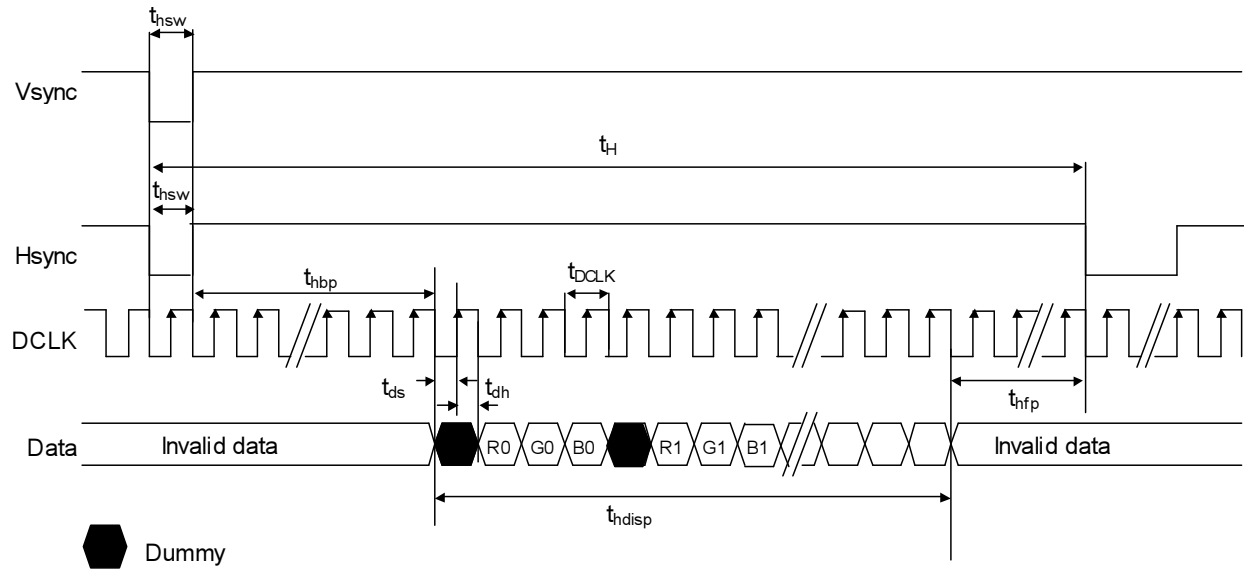 thsw
Vsync
tH
thsw
Hsync
thbp
tDCLK
DCLK
tds
tdh
thfp
Data
Invalid data
R0
G0
B0
R1
G1
B1
Invalid data
thdisp
Dummy